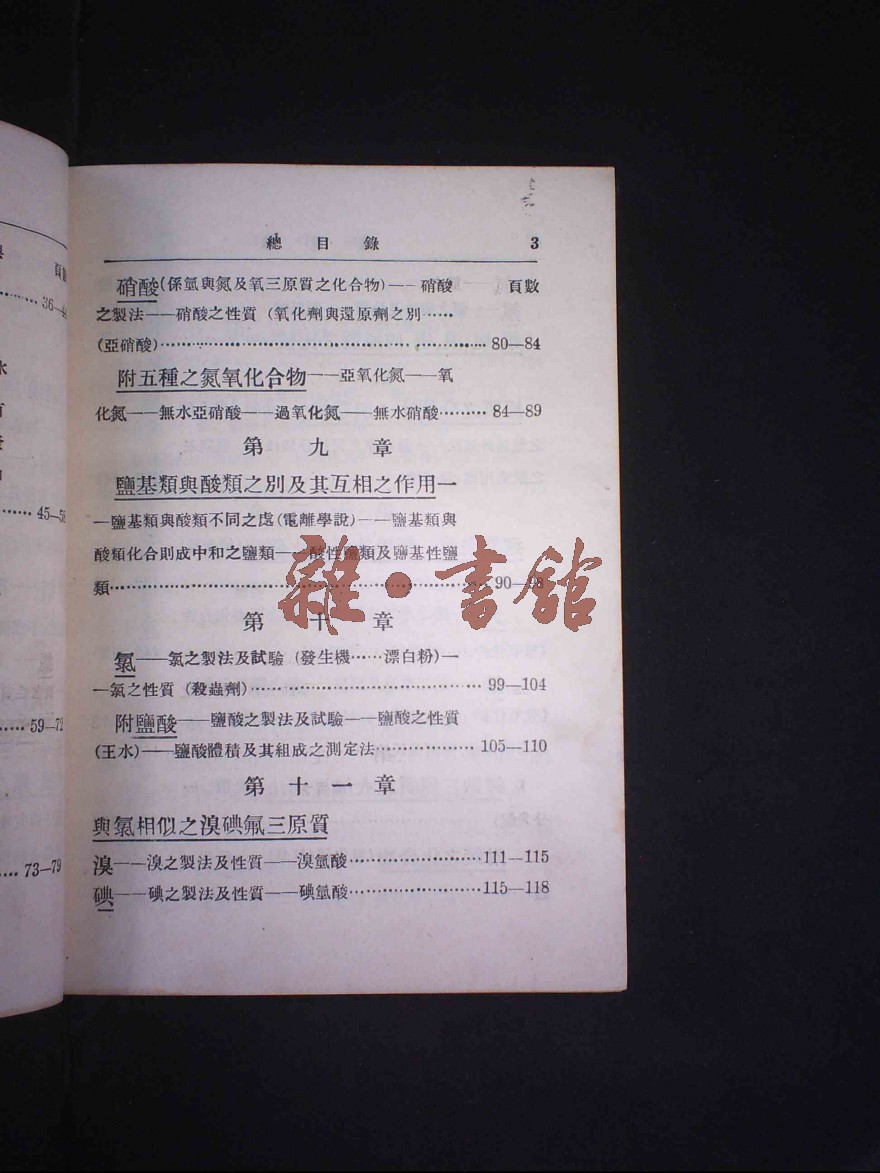 總目錄 3
硝酸(係氫與氮及氧三原質之化合物)——硝酸 頁數
之製法——硝酸之性質(氧化劑與還原劑之別……
(亞硝酸)……………………………………80—84
附五種之氮氧化合物——亞氧化氮——氧
化氮——無水亞硝酸——過氧化氮——無水硝酸………84—89
第九章
鹽基類與酸類之別及其互相之作用—
—鹽基類與酸類不同之處(電離學說)——鹽基類與
酸類化合則成中和之鹽類——酸性鹽類及鹽基性鹽
類……………………………………90—98
第十章
氯——氯之製法及試驗(發生機……漂白粉)—
—氯之性質(殺蟲劑)…………………………99—104
附鹽酸——鹽酸之製法及試驗——鹽酸之性質
(王水)——鹽酸體積及其組成之測定法…………105—110
第十一章
與氯相似之溴碘氟三原質
溴——溴之製法及性質——溴氫酸………………111—115
碘——碘之製法及性質——碘氫酸………………115—118
雜·書館
頁數
……36—4
……45—5
……59—72
……73—79